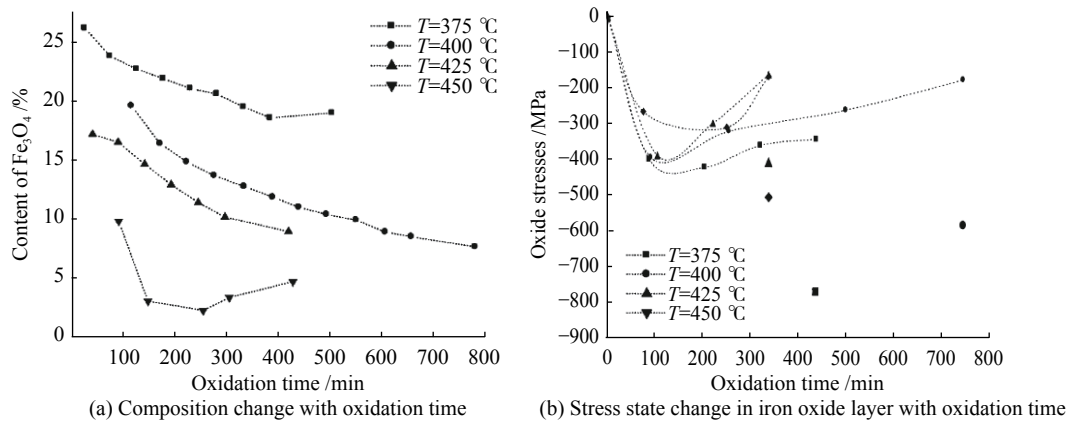 Content of Fe₃O₄ /%
25
20
15
10
5
0
100 200 300 400 500 600 700 800
Oxidation time /min
T=375 ℃
T=400 ℃
T=425 ℃
T=450 ℃
(a) Composition change with oxidation time
Oxide stresses /MPa
0
−100
−200
−300
−400
−500
−600
−700
−800
−900
0 100 200 300 400 500 600 700 800
Oxidation time /min
T=375 ℃
T=400 ℃
T=425 ℃
T=450 ℃
(b) Stress state change in iron oxide layer with oxidation time